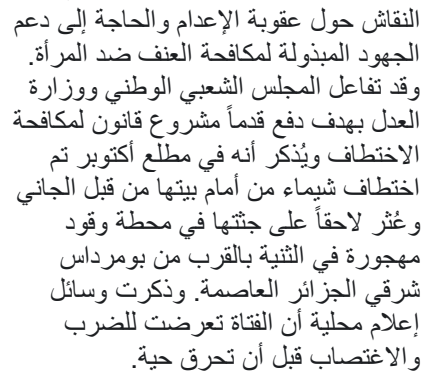 النقاش حول عقوبة الإعدام والحاجة إلى دعم
الجهود المبذولة لمكافحة العنف ضد المرأة.
وقد تفاعل المجلس الشعبي الوطني ووزارة
العدل بهدف دفع قدماً مشروع قانون لمكافحة
الاختطاف ويُذكر أنه في مطلع أكتوبر تم
اختطاف شيماء من أمام بيتها من قبل الجاني
وعُثر لاحقاً على جثتها في محطة وقود
مهجورة في الثنية بالقرب من بومرداس
شرقي الجزائر العاصمة. وذكرت وسائل
إعلام محلية أن الفتاة تعرضت للضرب
والاغتصاب قبل أن تحرق حية.